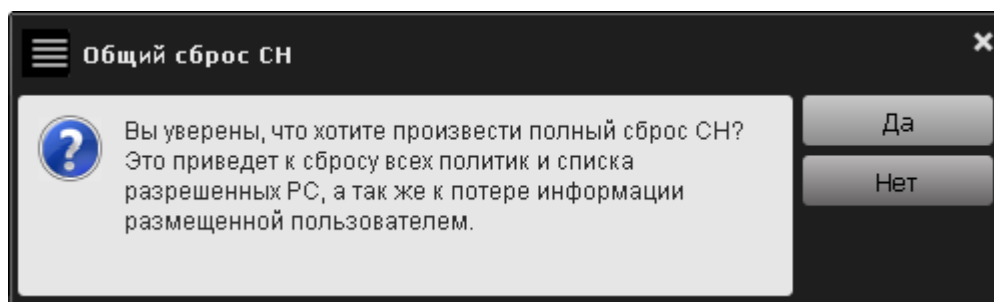 Общий сброс СН
Вы уверены, что хотите произвести полный сброс СН?
Это приведет к сбросу всех политик и списка
разрешенных РС, а так же к потере информации
размещенной пользователем.
Да
Нет